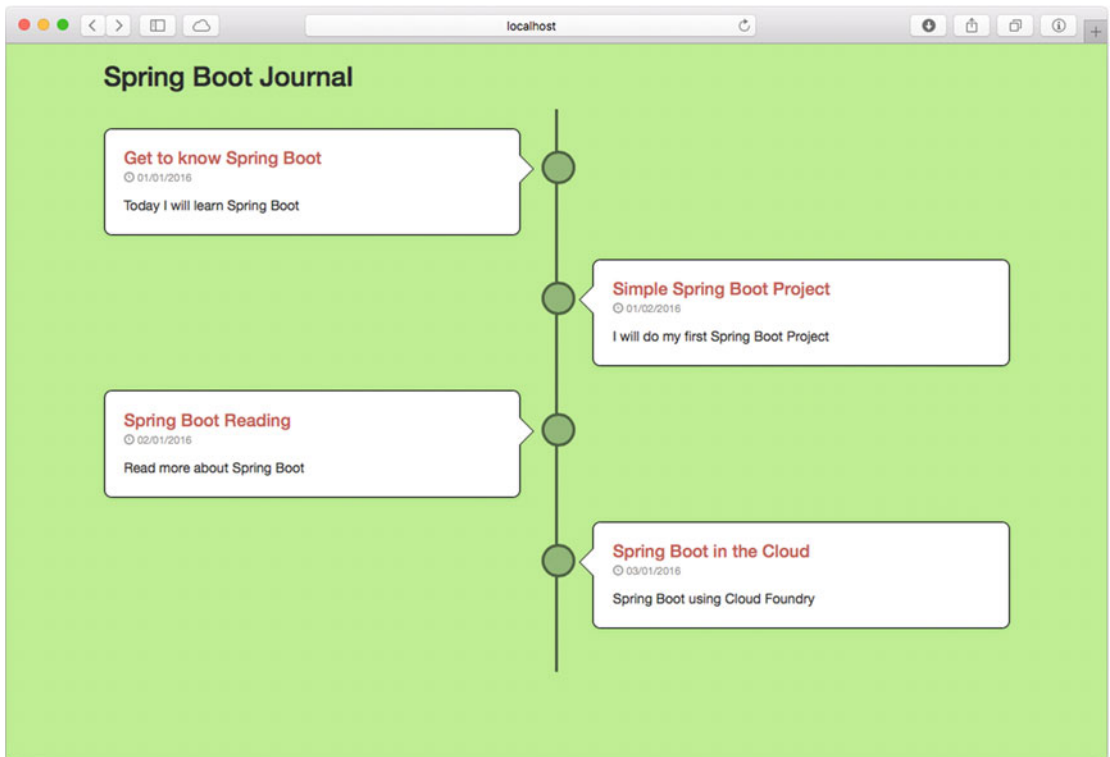 localhost
Spring Boot Journal
Get to know Spring Boot
01/01/2016
Today I will learn Spring Boot
Simple Spring Boot Project
01/02/2016
I will do my first Spring Boot Project
Spring Boot Reading
02/01/2016
Read more about Spring Boot
Spring Boot in the Cloud
03/01/2016
Spring Boot using Cloud Foundry